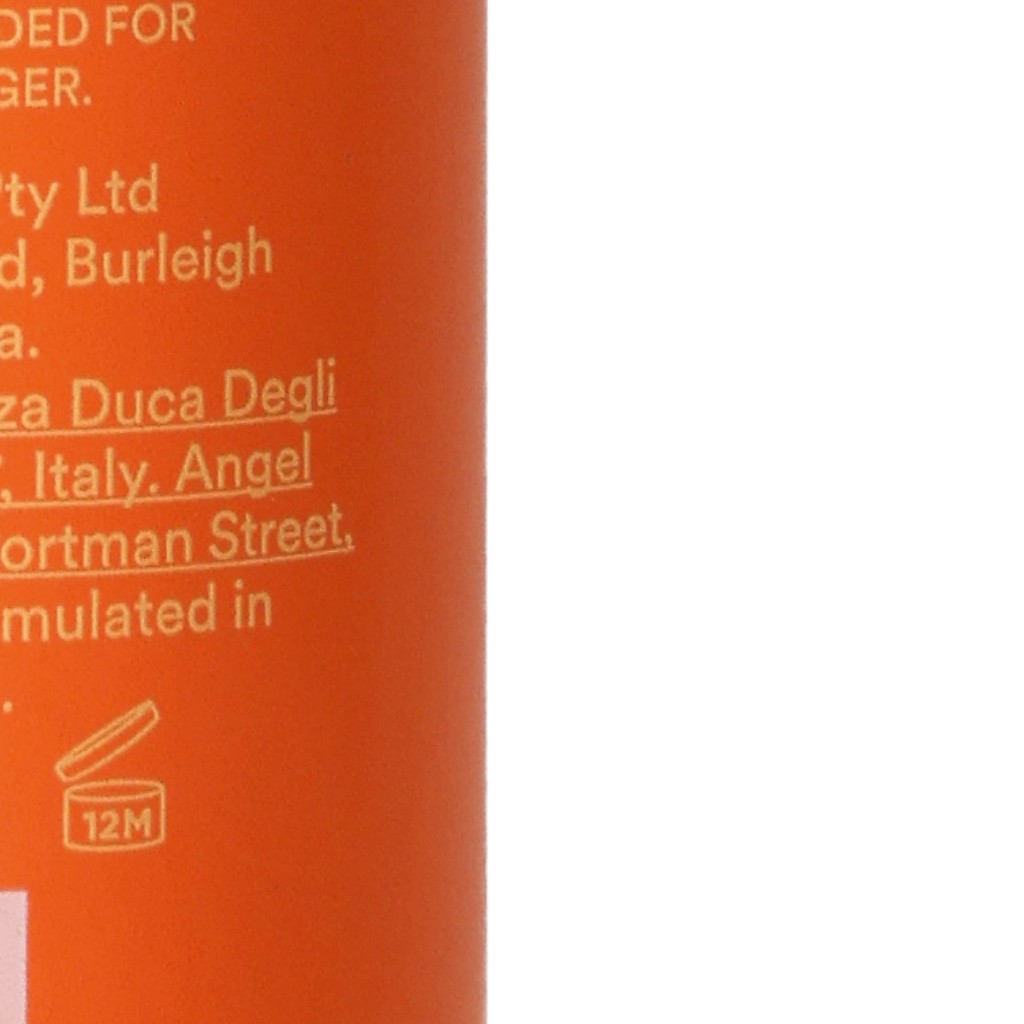 DED FOR
GER.
Pty Ltd
d, Burleigh
a.
za Duca Degli
, Italy. Angel
ortman Street,
mulated in
.
12M